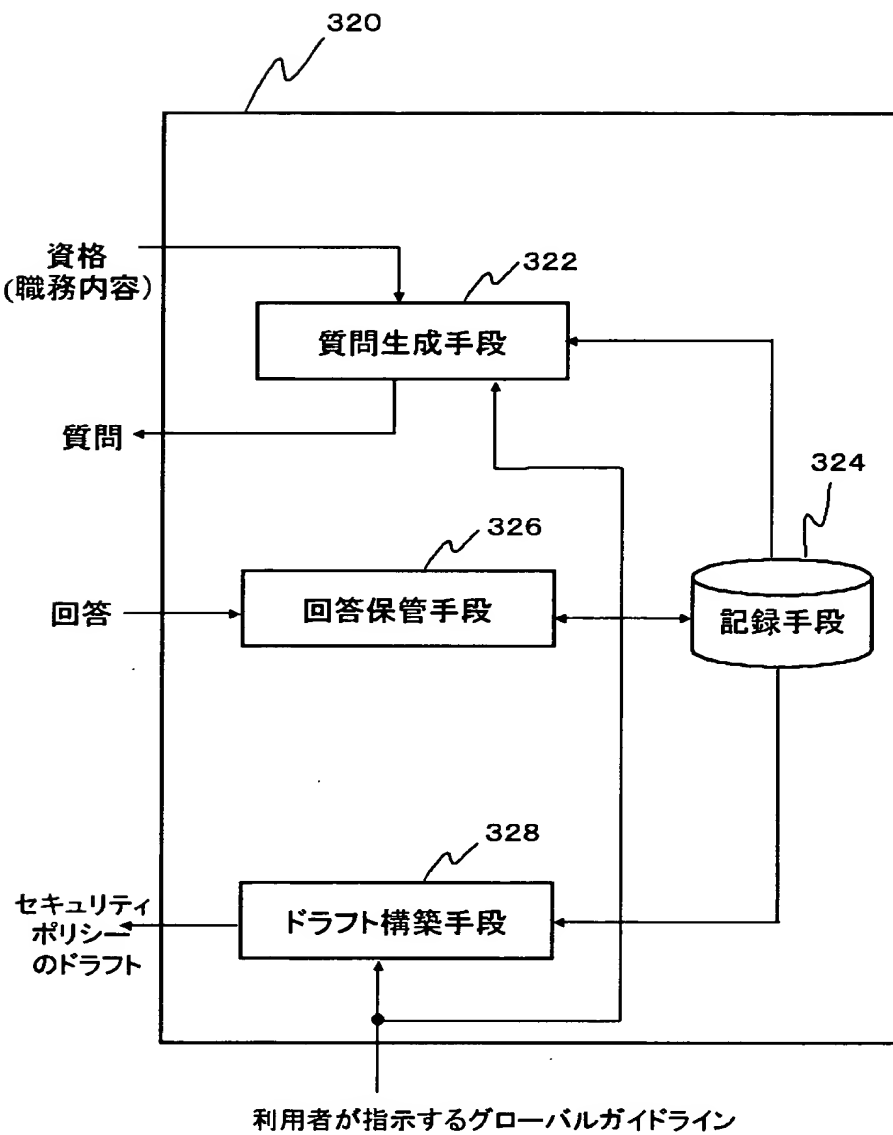 320
資格
(職務内容)
322
質問生成手段
質問
324
326
回答
回答保管手段
記録手段
328
セキュリティ
ポリシー
のドラフト
ドラフト構築手段
利用者が指示するグローバルガイドライン